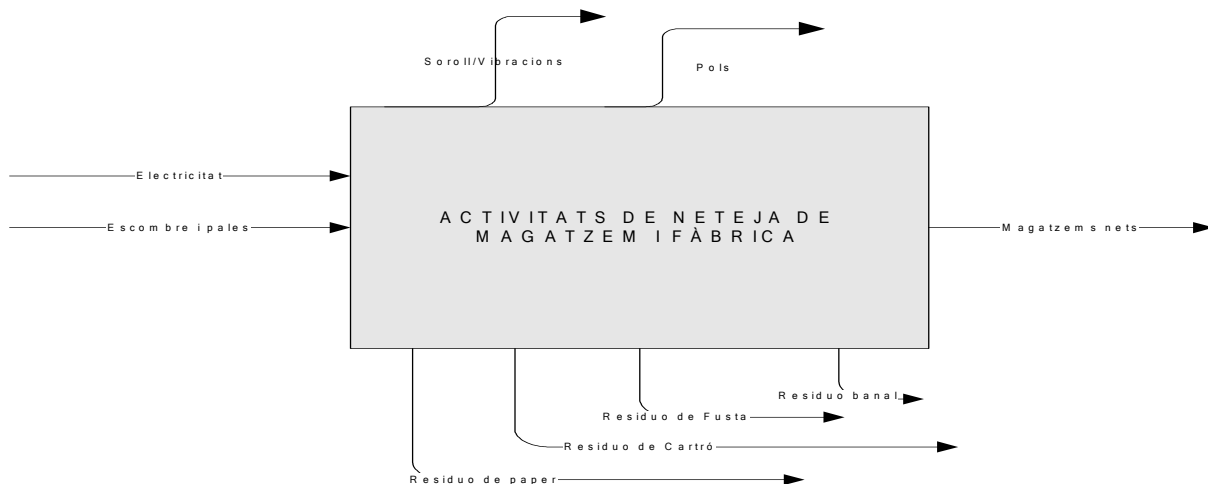 Soroll/Vibracions
Pols
Electricitat
Escombre i pales
ACTIVITATS DE NETEJA DE
MAGATZEM I FÀBRICA
Magatzems nets
Residuo banal
Residuo de Fusta
Residuo de Cartró
Residuo de paper